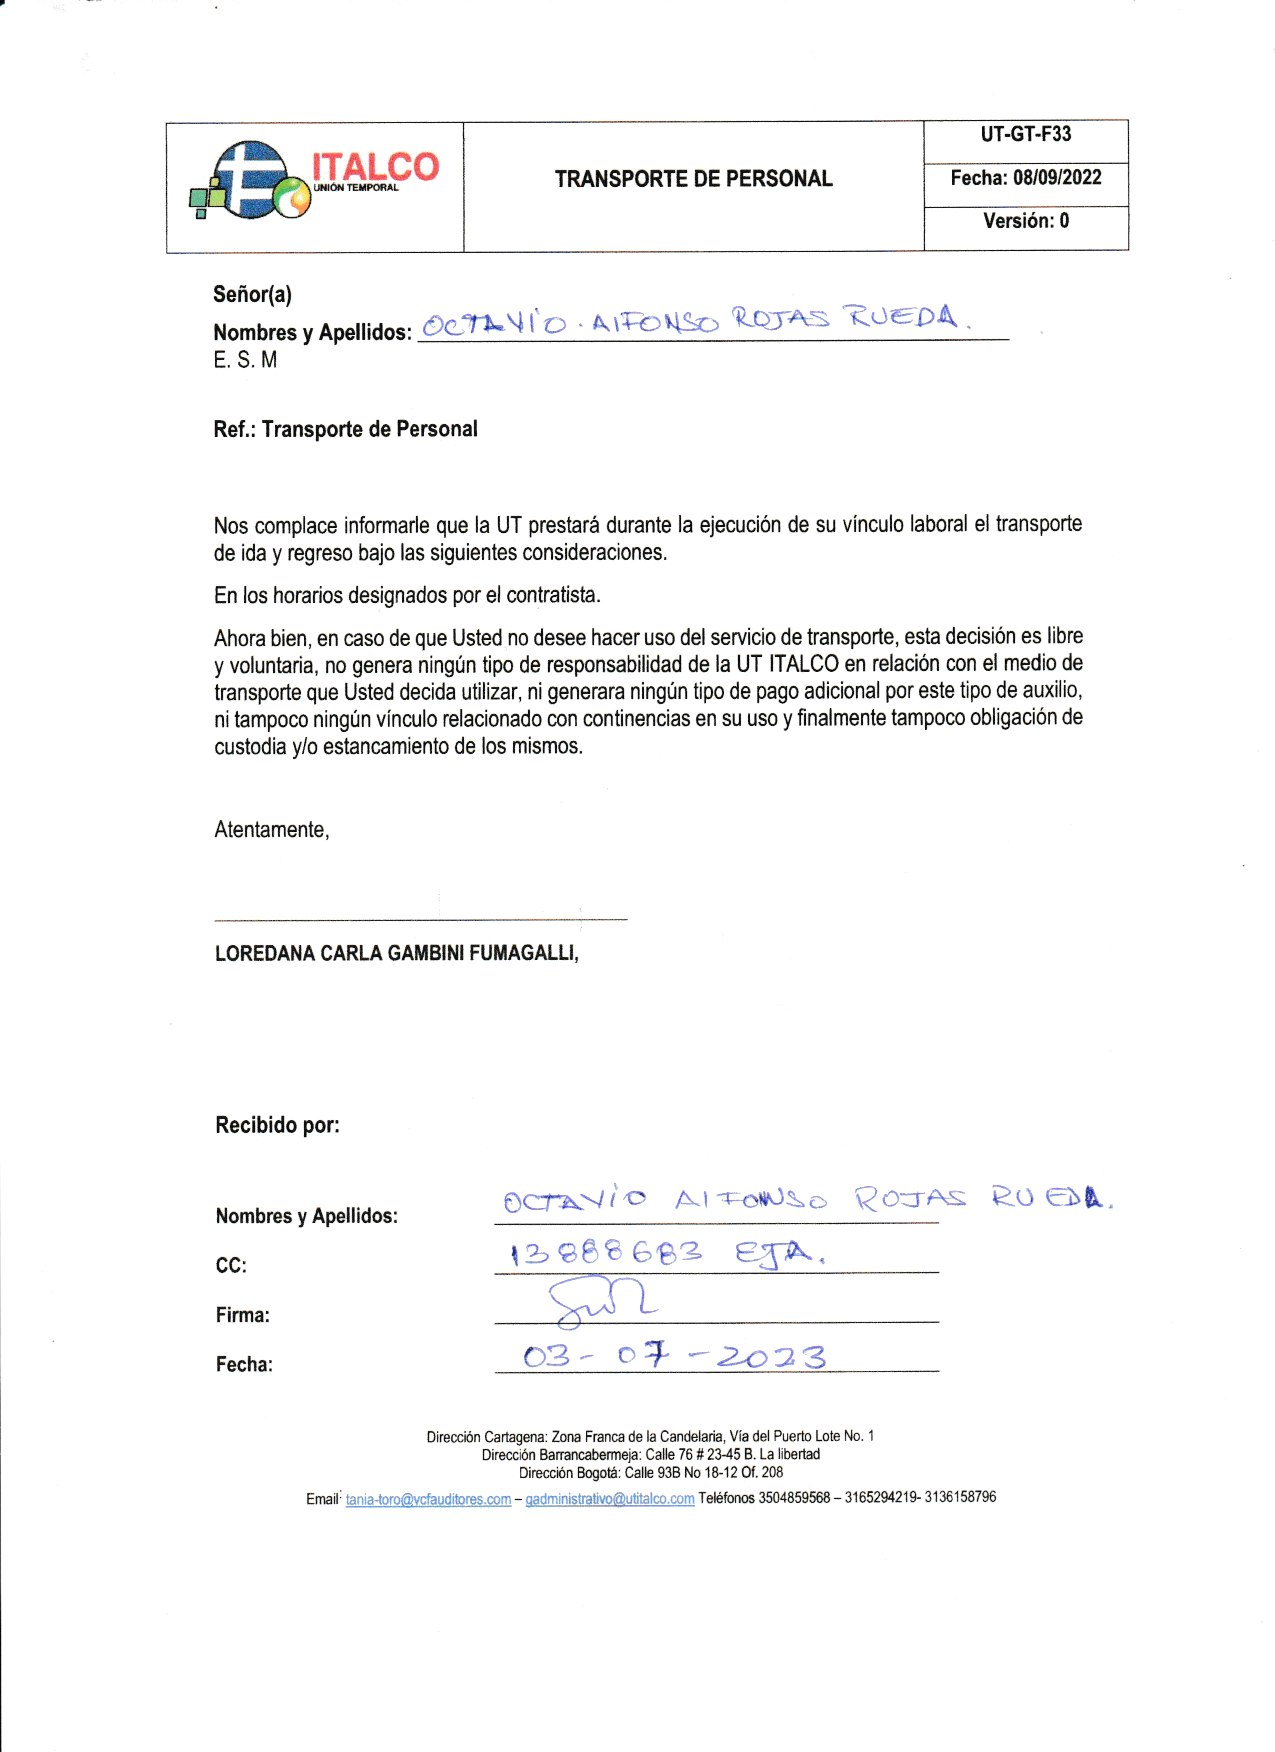 ITALCO
UNIÓN TEMPORAL
TRANSPORTE DE PERSONAL
UT-GT-F33
Fecha: 08/09/2022
Versión: 0
Señor(a)
Nombres y Apellidos: OCTAVIO. AlFONSO ROJAS RUEDA.
E. S. M
Ref.: Transporte de Personal
Nos complace informarle que la UT prestará durante la ejecución de su vínculo laboral el transporte
de ida y regreso bajo las siguientes consideraciones.
En los horarios designados por el contratista.
Ahora bien, en caso de que Usted no desee hacer uso del servicio de transporte, esta decisión es libre
y voluntaria, no genera ningún tipo de responsabilidad de la UT ITALCO en relación con el medio de
transporte que Usted decida utilizar, ni generara ningún tipo de pago adicional por este tipo de auxilio,
ni tampoco ningún vínculo relacionado con continencias en su uso y finalmente tampoco obligación de
custodia y/o estancamiento de los mismos.
Atentamente,
LOREDANA CARLA GAMBINI FUMAGALLI,
Recibido por:
Nombres y Apellidos: OCTAVIO AlFONSO ROJAS RUEDA.
CC: 13888683 EJA.
Firma:
Fecha: 03-07-2023
Dirección Cartagena: Zona Franca de la Candelaria, Vía del Puerto Lote No. 1
Dirección Barrancabermeja: Calle 76 # 23-45 B. La libertad
Dirección Bogotá: Calle 93B No 18-12 Of. 208
Email: tania-toro@vcfauditores.com – gadministrativo@utitalco.com Teléfonos 3504859568 – 3165294219- 3136158796